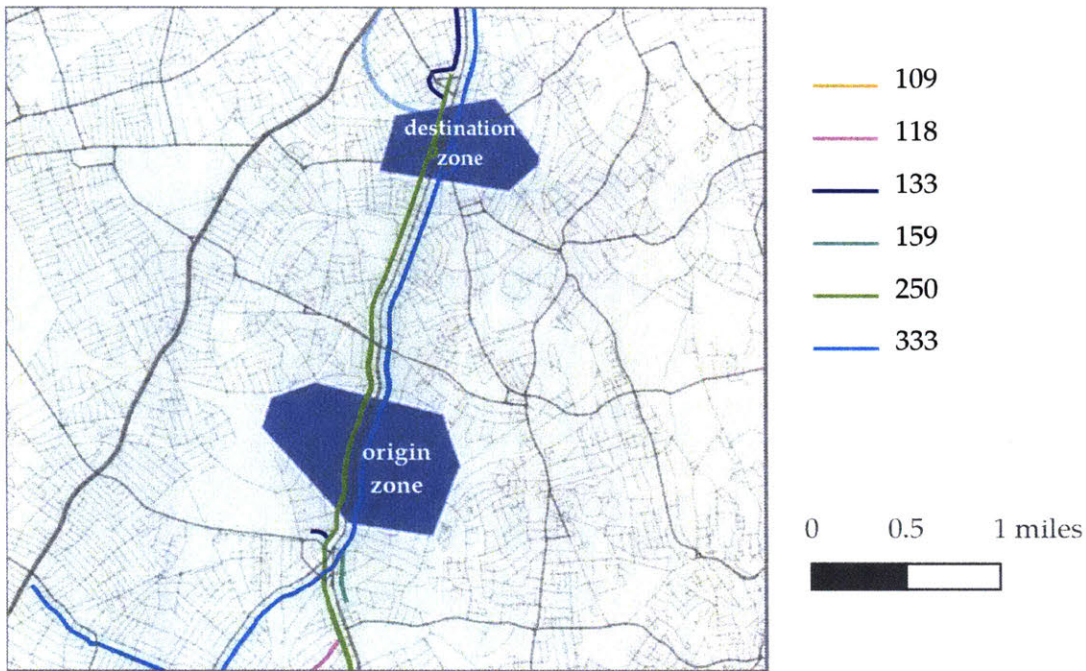 destination
zone
origin
zone
109
118
133
159
250
333
0 0.5 1 miles